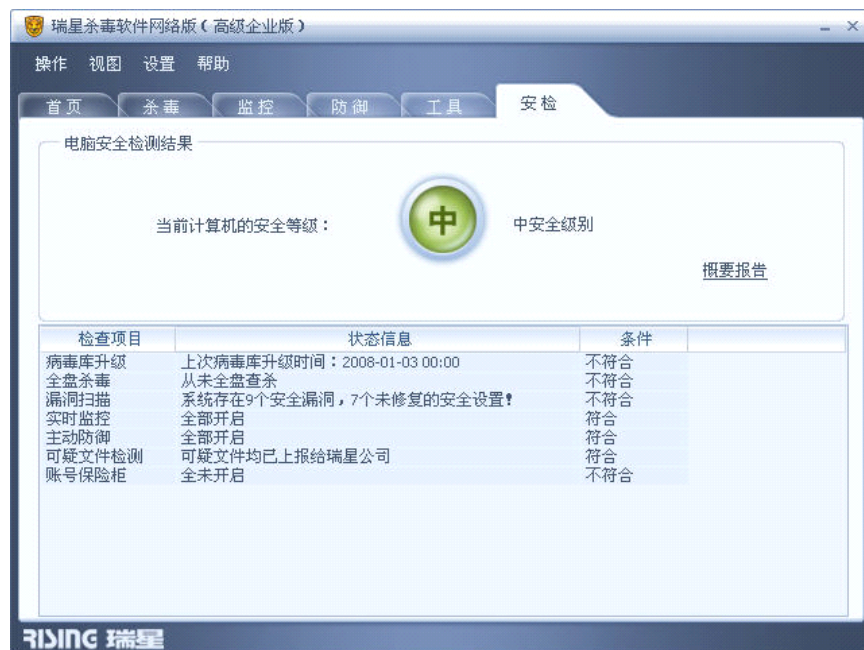 瑞星杀毒软件网络版(高级企业版)
操作 视图 设置 帮助
首页 杀毒 监控 防御 工具 安检
电脑安全检测结果
当前计算机的安全等级: 中 中安全级别
概要报告
检查项目 状态信息 条件
病毒库升级 上次病毒库升级时间:2008-01-03 00:00 不符合
全盘杀毒 从未全盘查杀 不符合
漏洞扫描 系统存在9个安全漏洞,7个未修复的安全设置! 不符合
实时监控 全部开启 符合
主动防御 全部开启 符合
可疑文件检测 可疑文件均已上报给瑞星公司 符合
账号保险柜 全未开启 不符合
RISING 瑞星